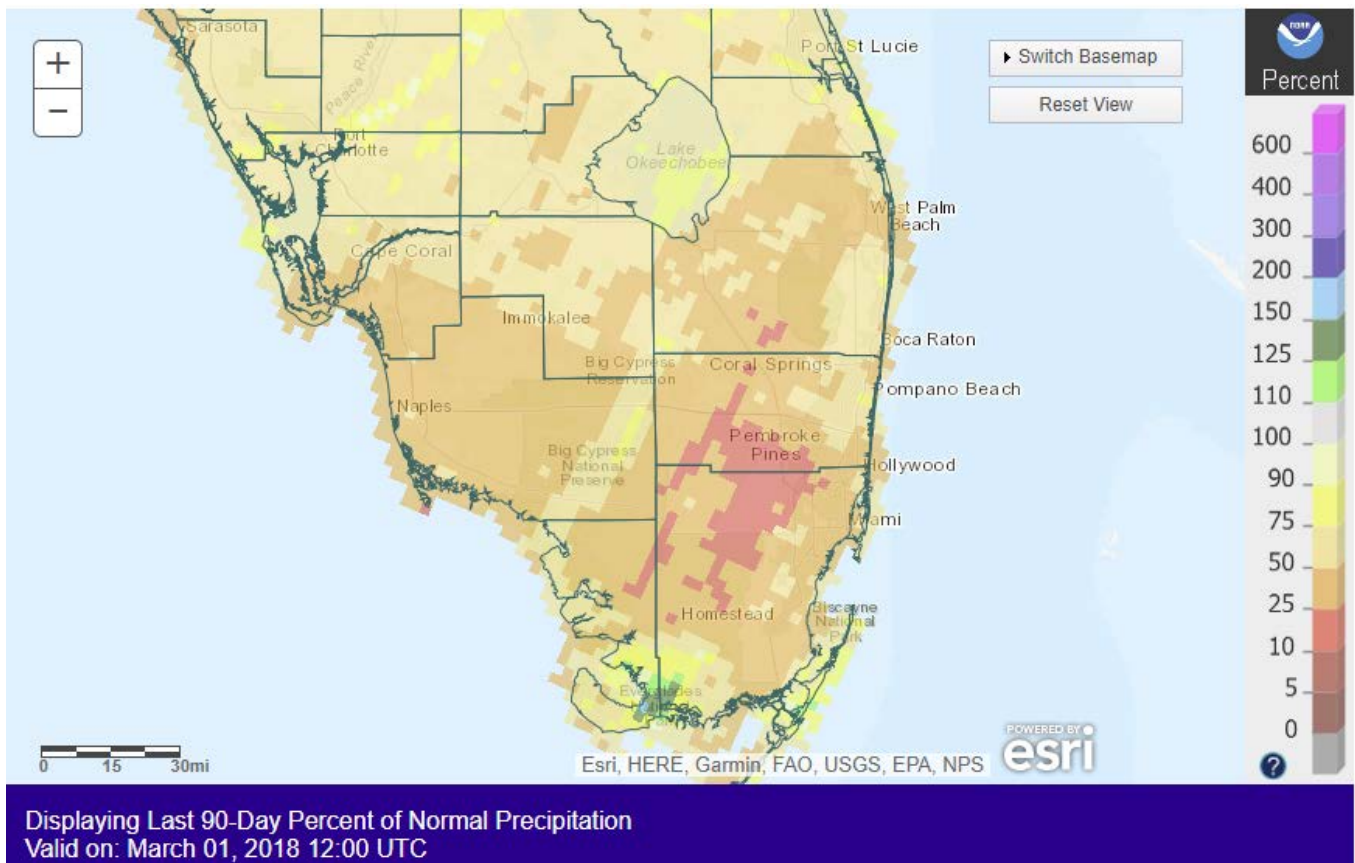 Sarasota
Peace River
Port St Lucie
+
−
Switch Basemap
Reset View
Port
Charlotte
Lake
Okeechobee
West Palm
Beach
Cape Coral
Immokalee
Boca Raton
Big Cypress
Reservation
Coral Springs
Pompano Beach
Naples
Pembroke
Pines
Big Cypress
National
Preserve
Hollywood
Miami
Homestead
Biscayne
National
Park
Everglades
National
0 15 30mi
Esri, HERE, Garmin, FAO, USGS, EPA, NPS
POWERED BY
esri
NOAA
Percent
600
400
300
200
150
125
110
100
90
75
50
25
10
5
0
?
Displaying Last 90-Day Percent of Normal Precipitation
Valid on: March 01, 2018 12:00 UTC